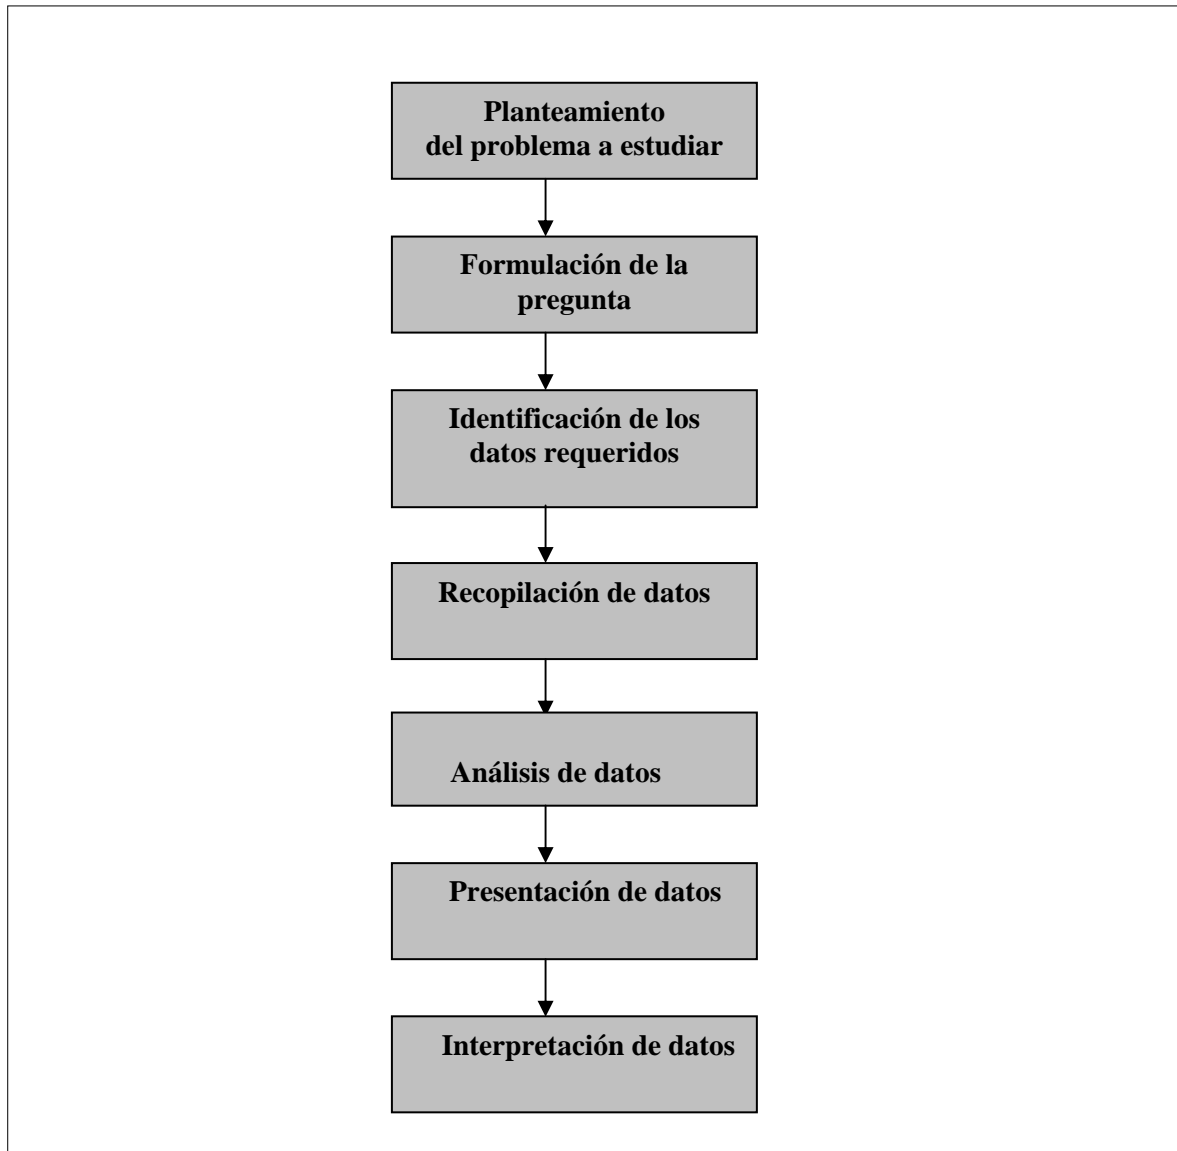 Planteamiento
del problema a estudiar
Formulación de la
pregunta
Identificación de los
datos requeridos
Recopilación de datos
Análisis de datos
Presentación de datos
Interpretación de datos